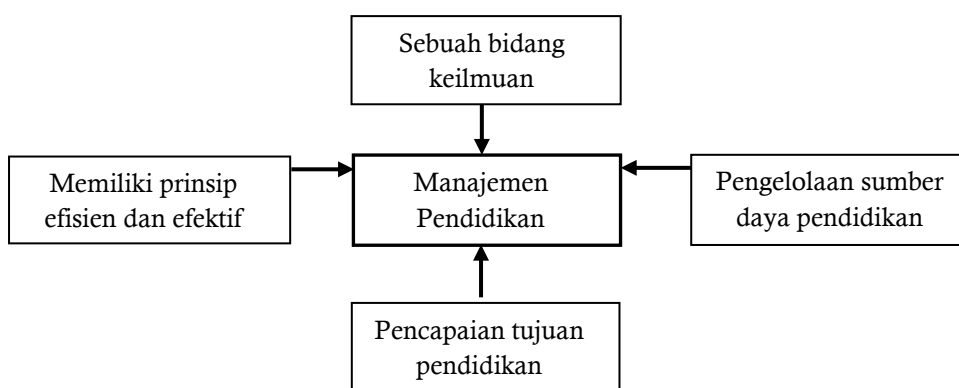 Sebuah bidang
keilmuan
Memiliki prinsip
efisien dan efektif
Manajemen
Pendidikan
Pengelolaan sumber
daya pendidikan
Pencapaian tujuan
pendidikan